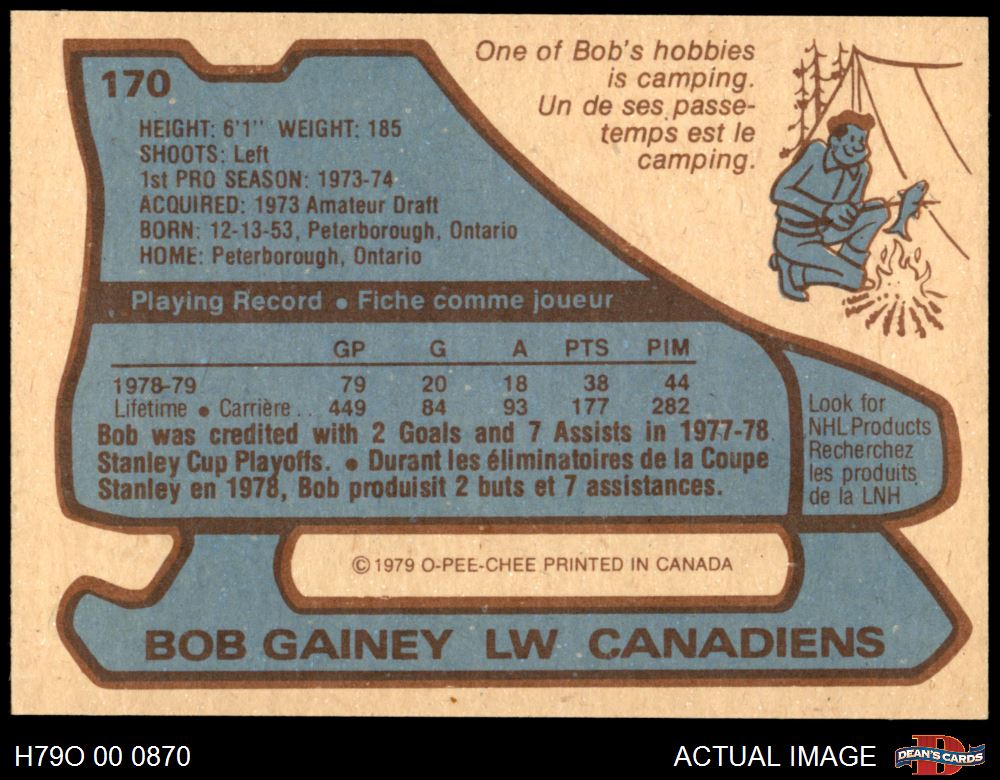 170
One of Bob's hobbies
is camping.
Un de ses passe-
temps est le
camping.
HEIGHT: 6'1" WEIGHT: 185
SHOOTS: Left
1st PRO SEASON: 1973-74
ACQUIRED: 1973 Amateur Draft
BORN: 12-13-53, Peterborough, Ontario
HOME: Peterborough, Ontario
Playing Record • Fiche comme joueur
GP G A PTS PIM
1978-79 79 20 18 38 44
Lifetime • Carrière.. 449 84 93 177 282
Bob was credited with 2 Goals and 7 Assists in 1977-78
Stanley Cup Playoffs. • Durant les éliminatoires de la Coupe
Stanley en 1978, Bob produisit 2 buts et 7 assistances.
Look for
NHL Products
Recherchez
les produits
de la LNH
© 1979 O-PEE-CHEE PRINTED IN CANADA
BOB GAINEY LW CANADIENS
H79O 00 0870
ACTUAL IMAGE
D
DEAN'S CARDS